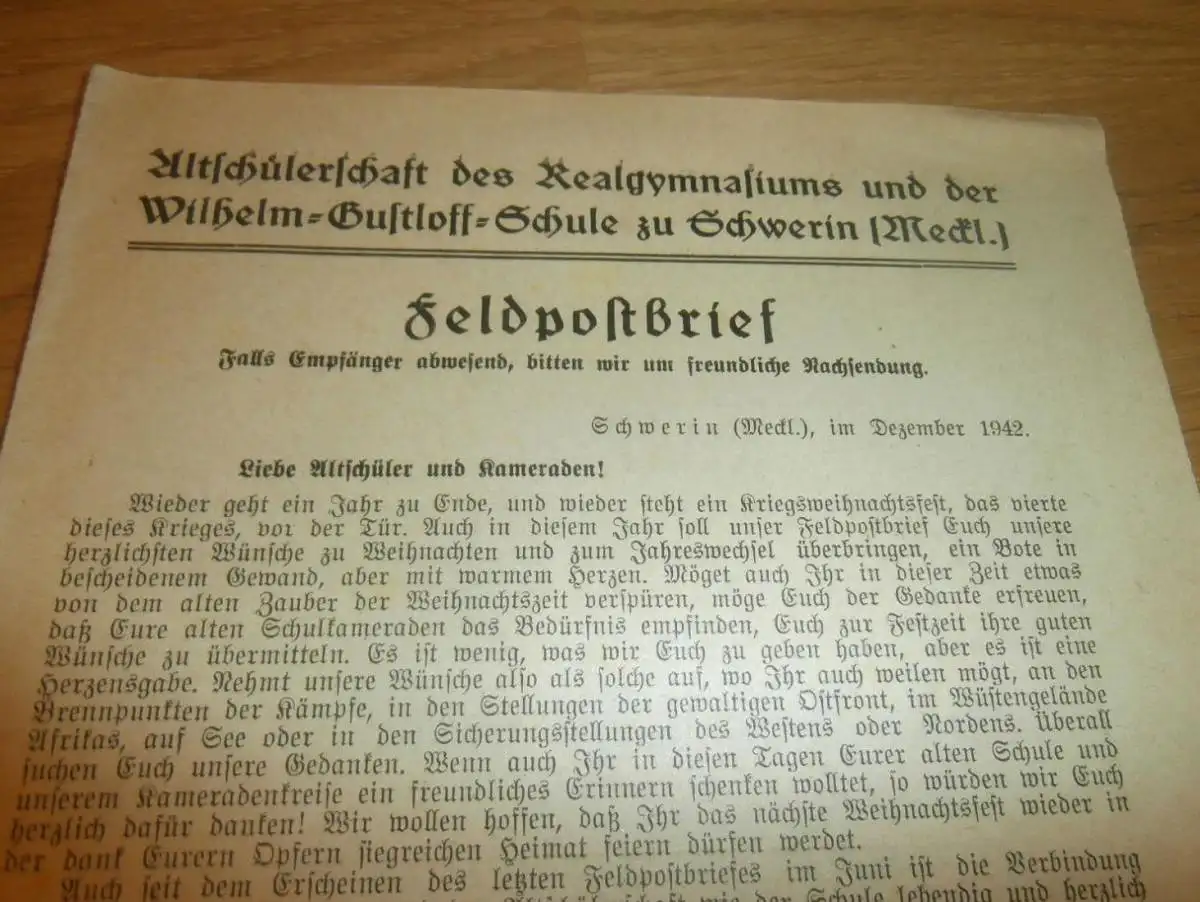 Altschülerschaft des Realgymnasiums und der
Wilhelm-Gustloff-Schule zu Schwerin (Meckl.)
Feldpostbrief
Falls Empfänger abwesend, bitten wir um freundliche Nachsendung.
Schwerin (Meckl.), im Dezember 1942.
Liebe Altschüler und Kameraden!
Wieder geht ein Jahr zu Ende, und wieder steht ein Kriegsweihnachtsfest, das vierte
dieses Krieges, vor der Tür. Auch in diesem Jahr soll unser Feldpostbrief Euch unsere
herzlichsten Wünsche zu Weihnachten und zum Jahreswechsel überbringen, ein Bote in
bescheidenem Gewand, aber mit warmem Herzen. Möget auch Ihr in dieser Zeit etwas
von dem alten Zauber der Weihnachtszeit verspüren, möge Euch der Gedanke erfreuen,
daß Eure alten Schulkameraden das Bedürfnis empfinden, Euch zur Festzeit ihre guten
Wünsche zu übermitteln. Es ist wenig, was wir Euch zu geben haben, aber es ist eine
Herzensgabe. Nehmt unsere Wünsche also als solche auf, wo Ihr auch weilen mögt, an den
Brennpunkten der Kämpfe, in den Stellungen der gewaltigen Ostfront, im Wüstengelände
Afrikas, auf See oder in den Sicherungsstellungen des Westens oder Nordens. Überall
suchen Euch unsere Gedanken. Wenn auch Ihr in diesen Tagen Eurer alten Schule und
unserem Kameradenkreise ein freundliches Erinnern schenken wolltet, so würden wir Euch
herzlich dafür danken! Wir wollen hoffen, daß Ihr das nächste Weihnachtsfest wieder in
der dank Eurern Opfern siegreichen Heimat feiern dürfen werdet.
Auch seit dem Erscheinen des letzten Feldpostbriefes im Juni ist die Verbindung
wie der Schule lebendig und herzlich